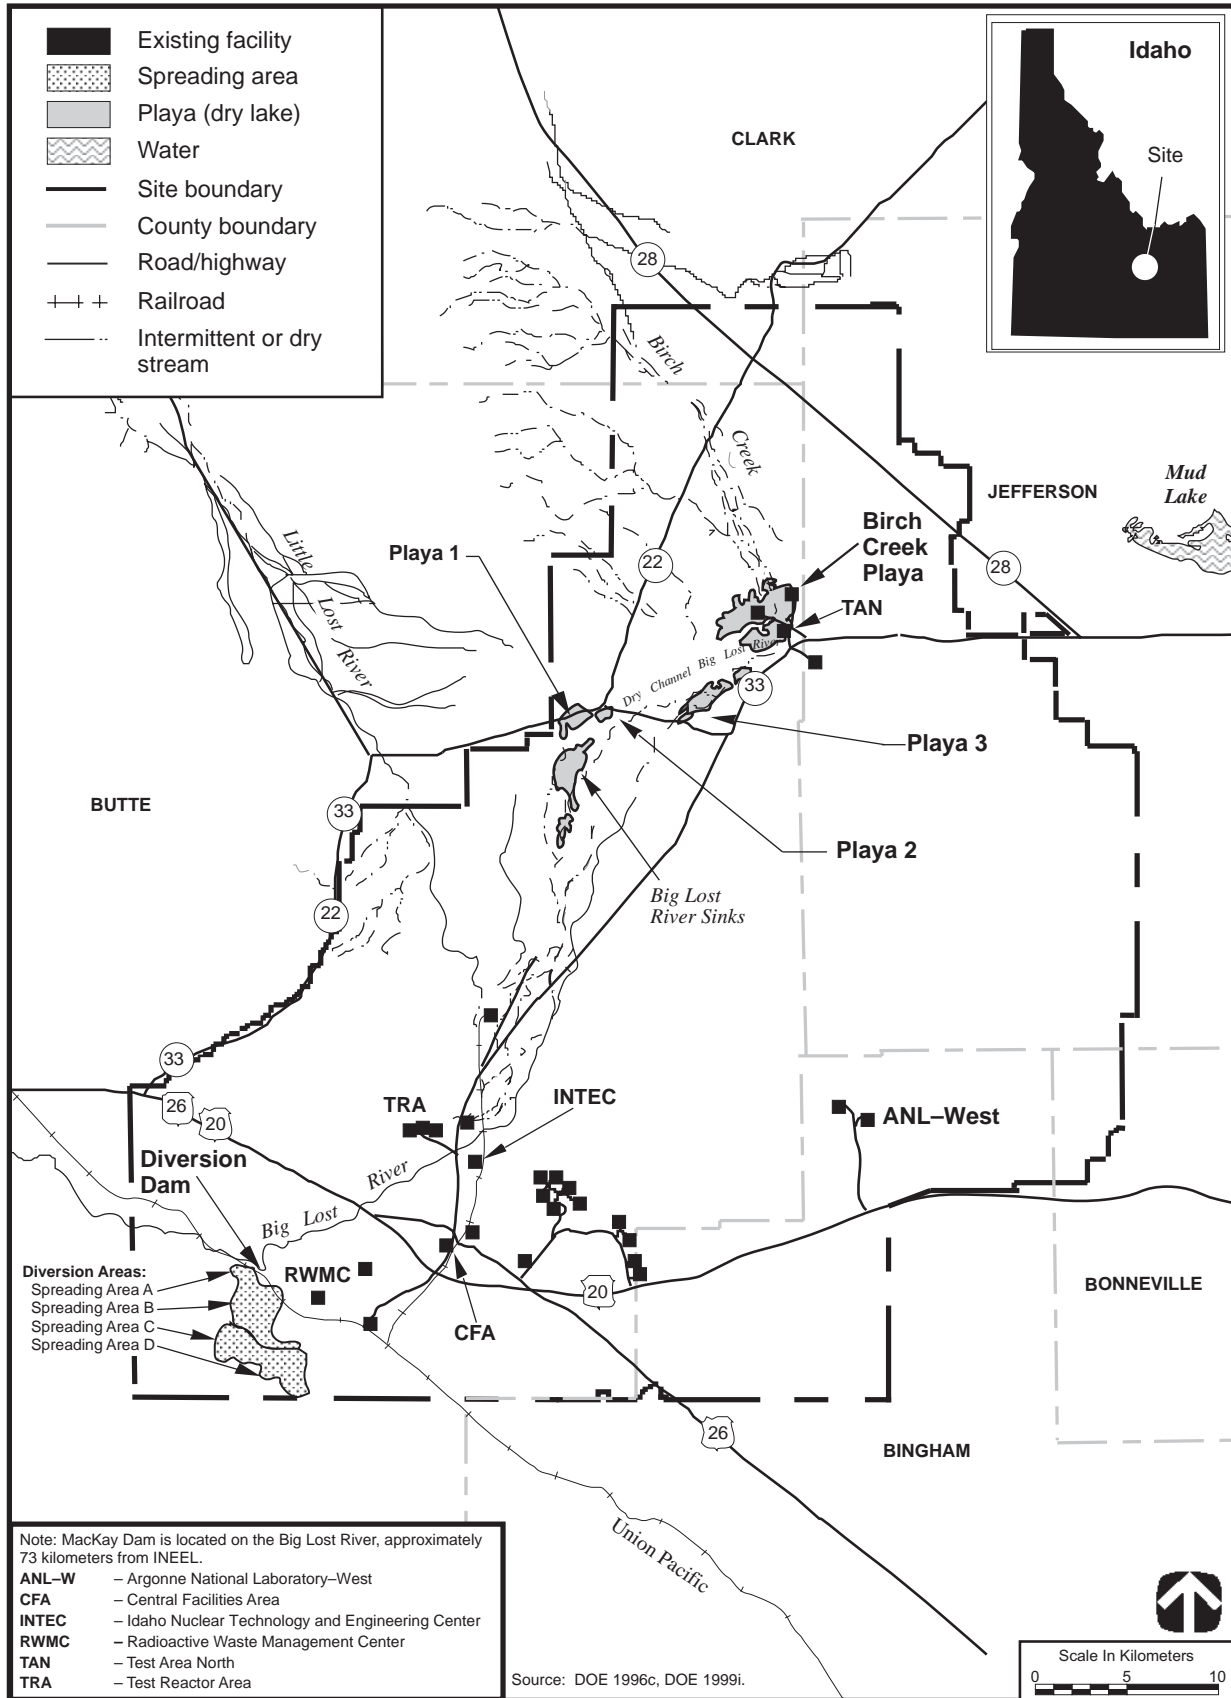 Existing facility
Spreading area
Playa (dry lake)
Water
Site boundary
County boundary
Road/highway
Railroad
Intermittent or dry
stream
Idaho
Site
CLARK
28
Birch
Creek
JEFFERSON
Mud
Lake
Little
Lost
River
Playa 1
22
Birch
Creek
Playa
TAN
28
Dry Channel Big Lost River
33
Playa 3
BUTTE
33
Playa 2
Big Lost
River Sinks
22
33
26
20
TRA
INTEC
ANL–West
Diversion
Dam
Big Lost River
Diversion Areas:
Spreading Area A
Spreading Area B
Spreading Area C
Spreading Area D
RWMC
CFA
20
BONNEVILLE
26
BINGHAM
Union Pacific
Note: MacKay Dam is located on the Big Lost River, approximately
73 kilometers from INEEL.
ANL–W – Argonne National Laboratory–West
CFA – Central Facilities Area
INTEC – Idaho Nuclear Technology and Engineering Center
RWMC – Radioactive Waste Management Center
TAN – Test Area North
TRA – Test Reactor Area
Source: DOE 1996c, DOE 1999i.
Scale In Kilometers
0 5 10